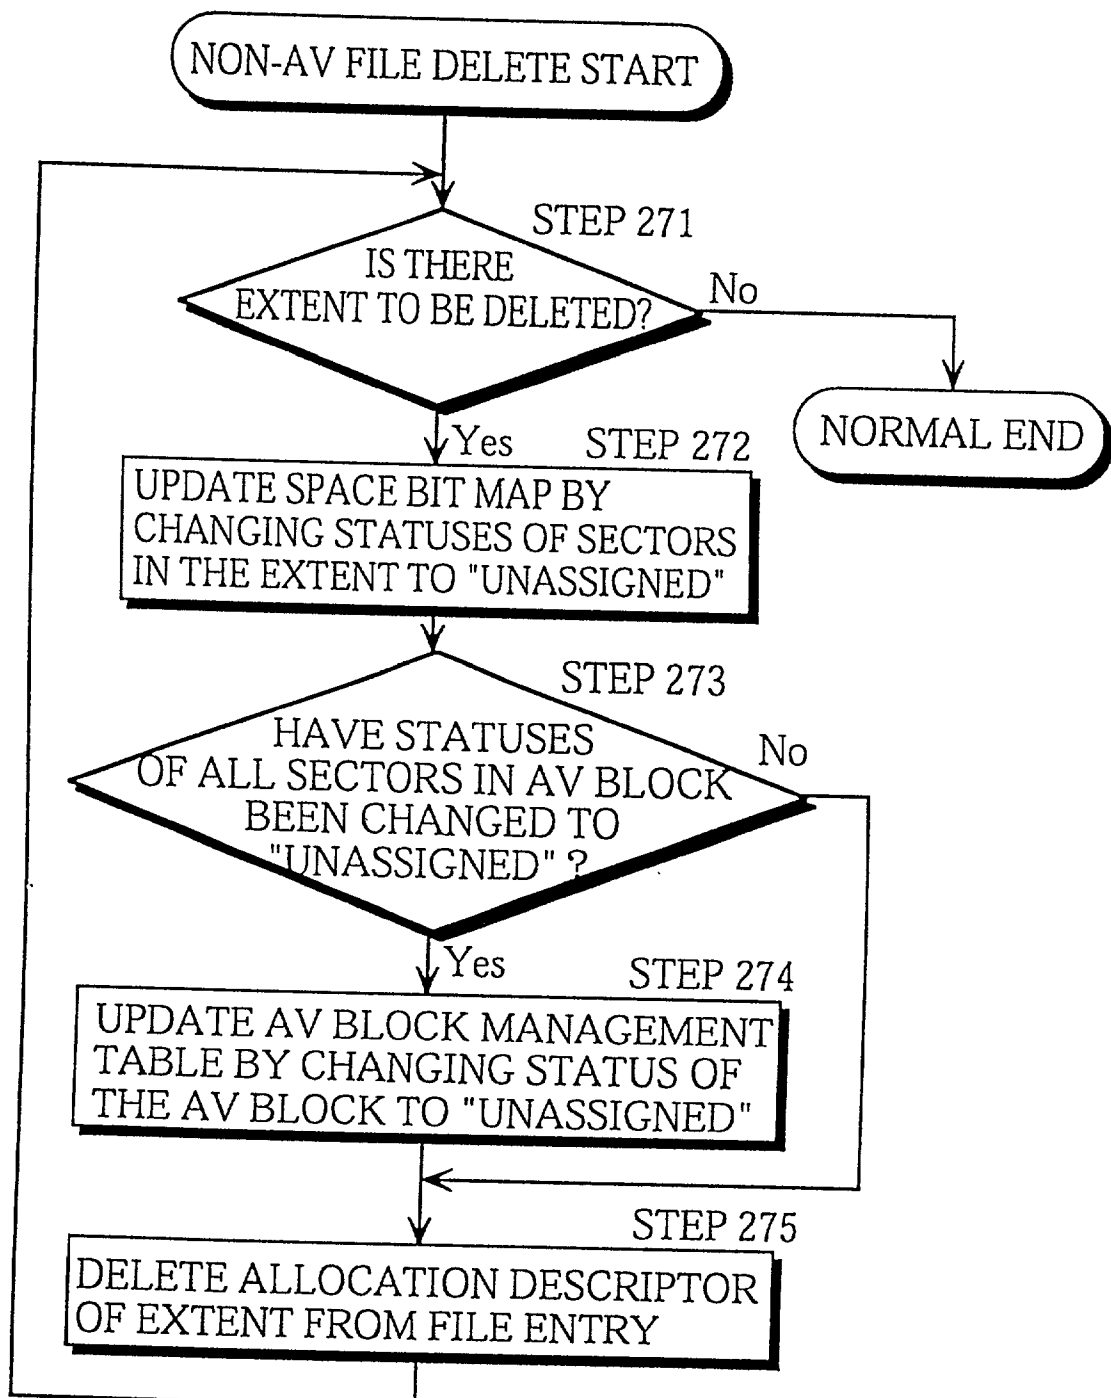 NON-AV FILE DELETE START
STEP 271
IS THERE
EXTENT TO BE DELETED?
No
NORMAL END
Yes
STEP 272
UPDATE SPACE BIT MAP BY
CHANGING STATUSES OF SECTORS
IN THE EXTENT TO "UNASSIGNED"
STEP 273
HAVE STATUSES
OF ALL SECTORS IN AV BLOCK
BEEN CHANGED TO
"UNASSIGNED" ?
No
Yes
STEP 274
UPDATE AV BLOCK MANAGEMENT
TABLE BY CHANGING STATUS OF
THE AV BLOCK TO "UNASSIGNED"
STEP 275
DELETE ALLOCATION DESCRIPTOR
OF EXTENT FROM FILE ENTRY